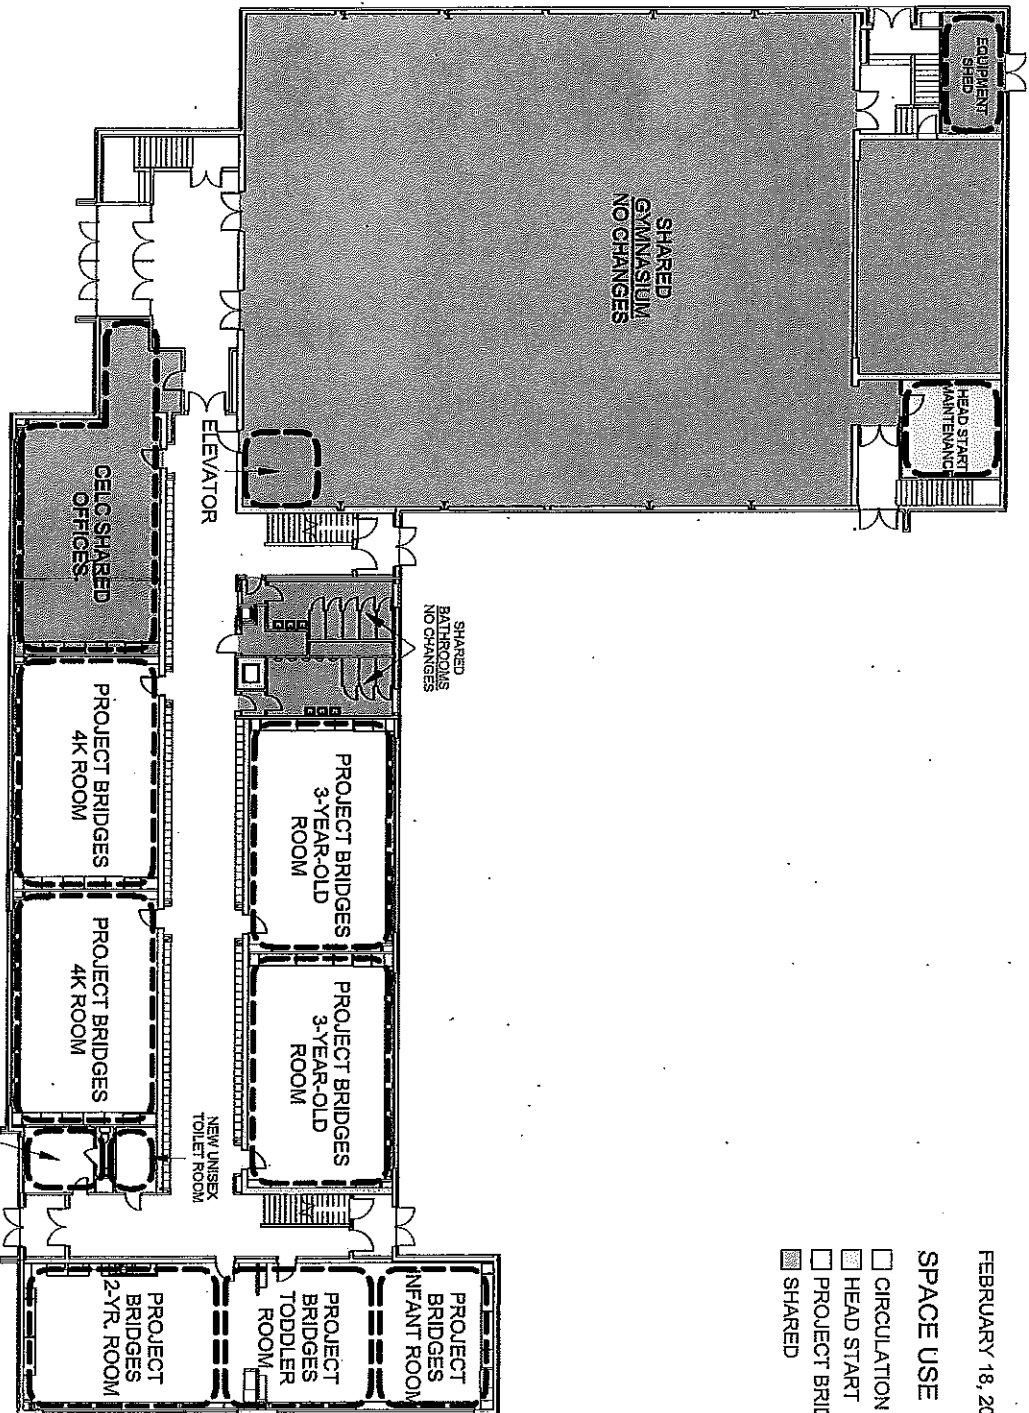 FEBRUARY 18, 20
SPACE USE
CIRCULATION
HEAD START
PROJECT BRI
SHARED
EQUIPMENT
SHED
HEAD START
MAINTENANCE
SHARED
GYMNASIUM
NO CHANGES
ELEVATOR
SHARED
BATHROOMS
NO CHANGES
CELC SHARED
OFFICES
PROJECT BRIDGES
3-YEAR-OLD
ROOM
PROJECT BRIDGES
3-YEAR-OLD
ROOM
PROJECT BRIDGES
4K ROOM
PROJECT BRIDGES
4K ROOM
NEW UNISEX
TOILET ROOM
PROJECT
BRIDGES
INFANT ROOM
PROJECT
BRIDGES
TODDLER
ROOM
PROJECT
BRIDGES
2-YR. ROOM